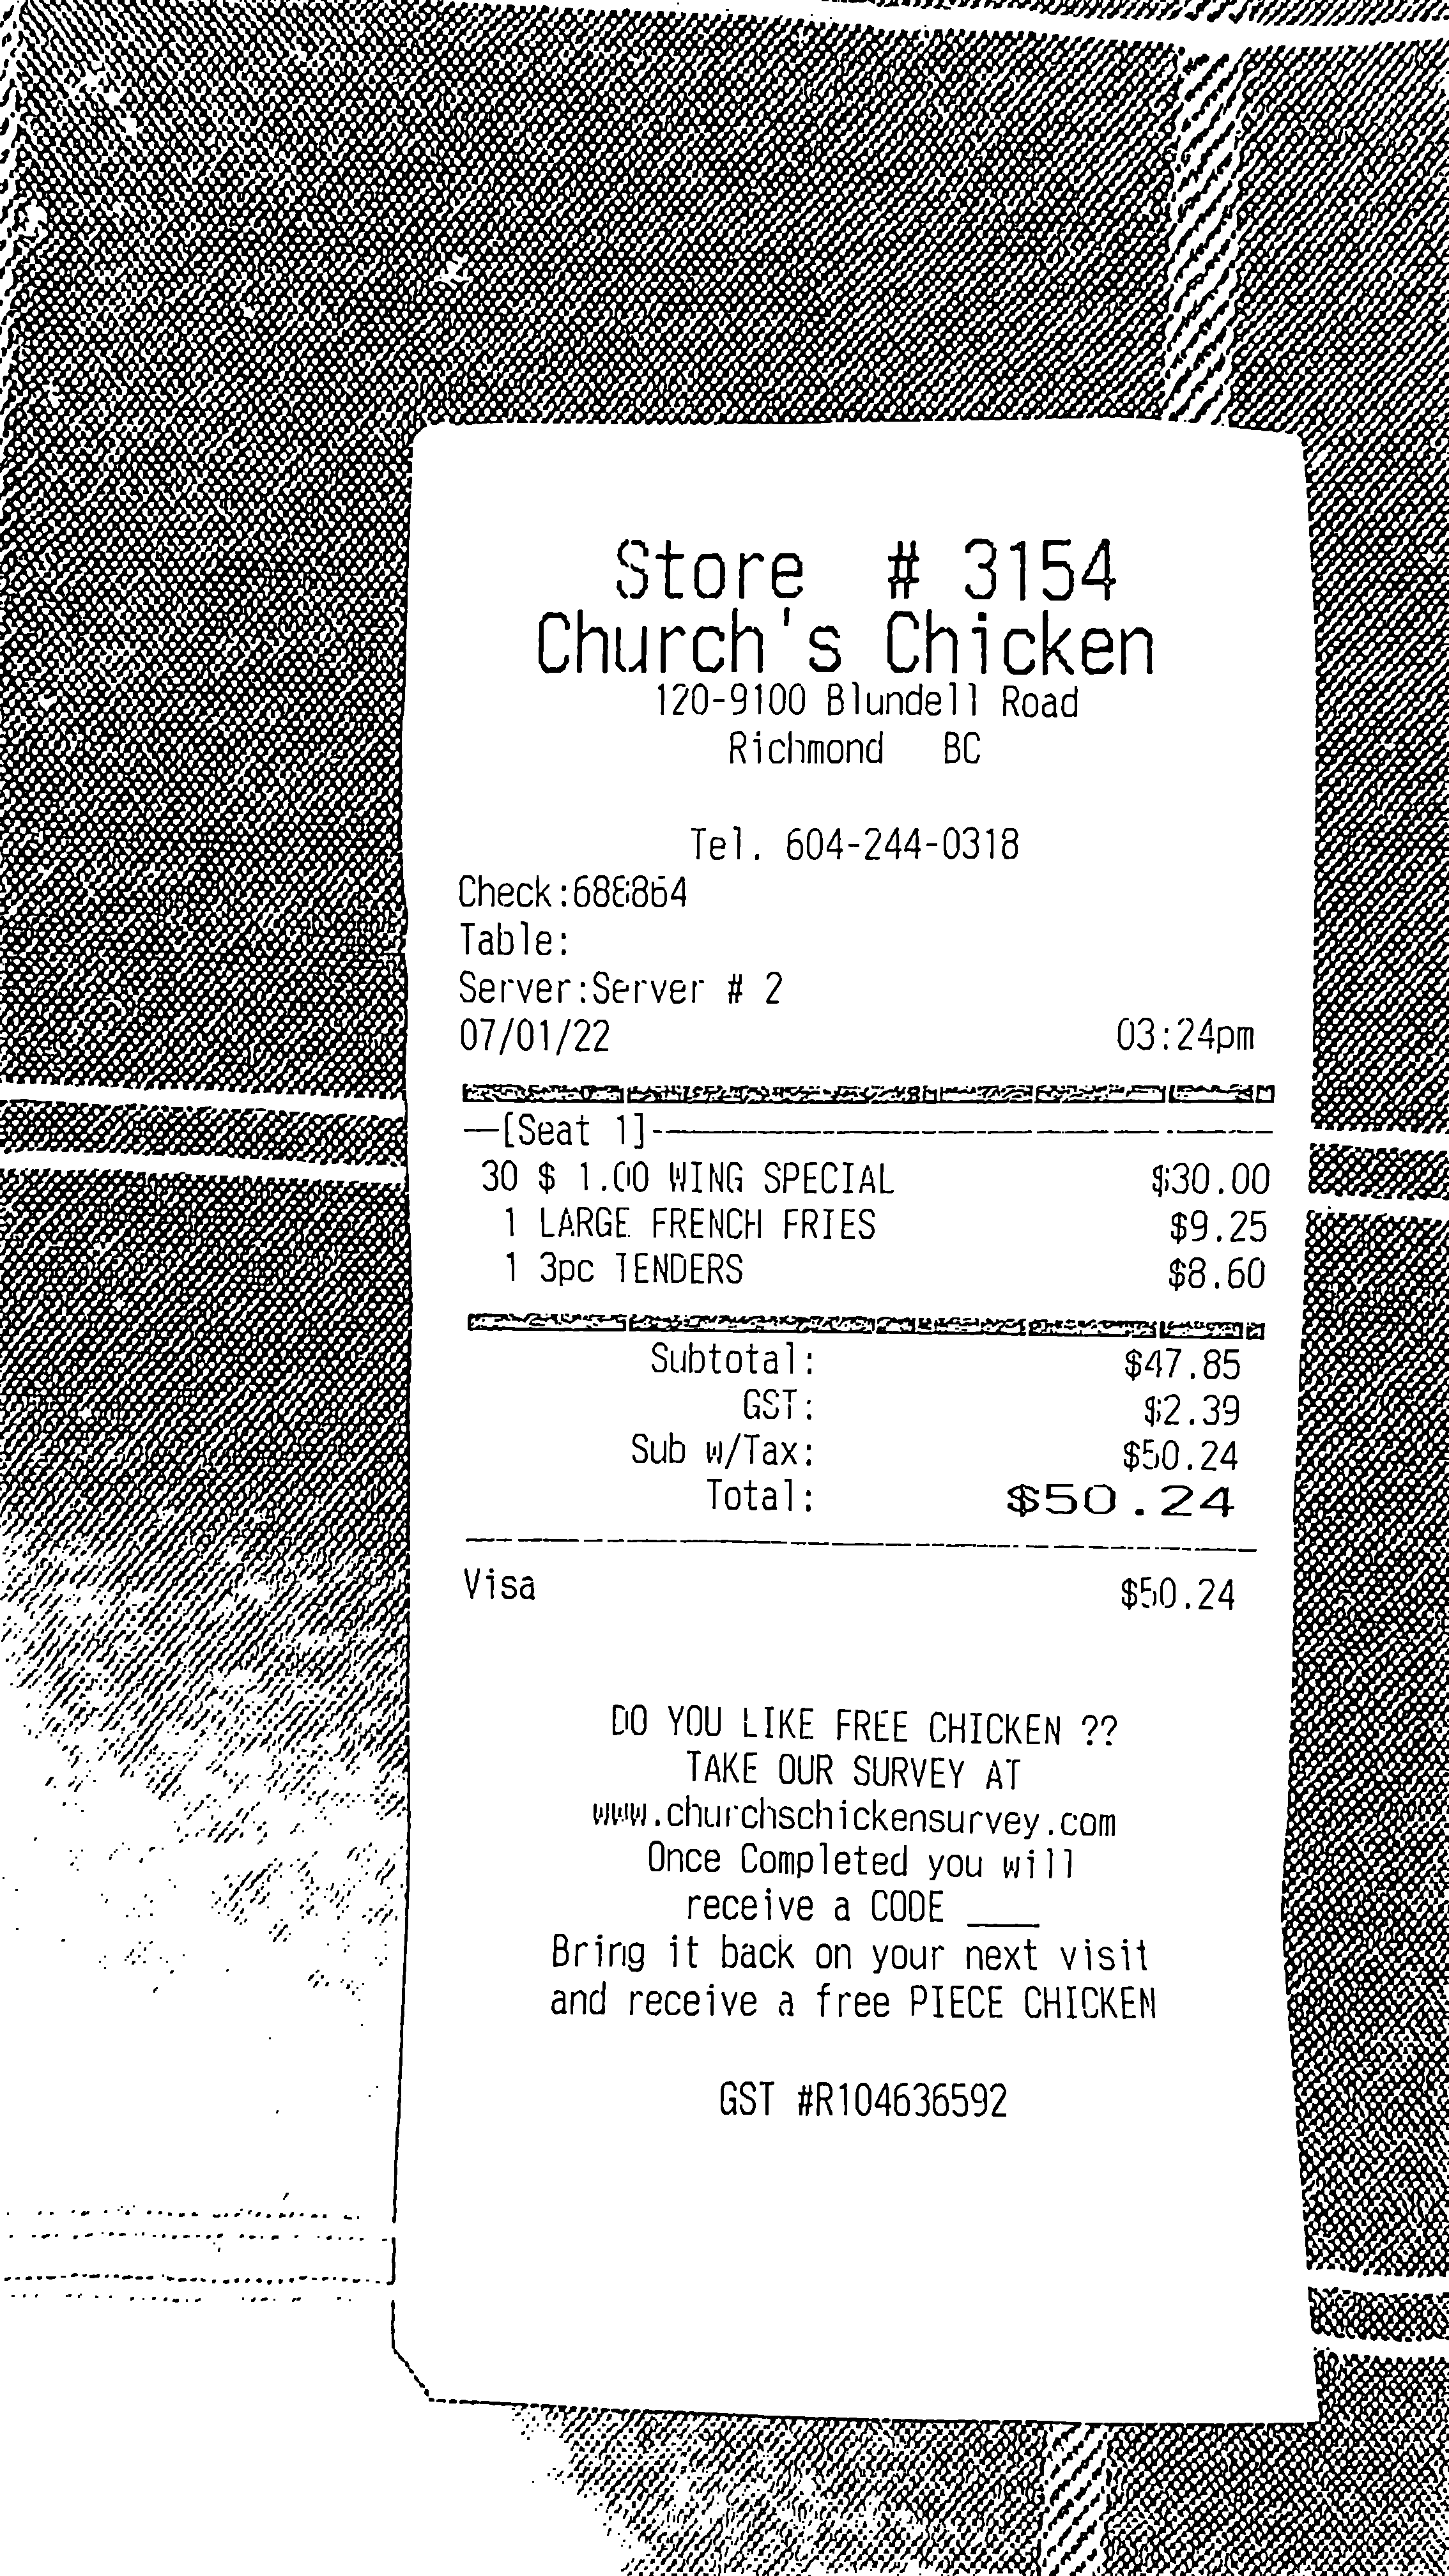 Store # 3154
Church's Chicken
120-9100 Blundell Road
Richmond BC
Tel. 604-244-0318
Check:688864
Table:
Server:Server # 2
07/01/22 03:24pm
[Seat 1]
30 $ 1.00 WING SPECIAL $30.00
1 LARGE FRENCH FRIES $9.25
1 3pc TENDERS $8.60
Subtotal: $47.85
GST: $2.39
Sub w/Tax: $50.24
Total: $50.24
Visa $50.24
DO YOU LIKE FREE CHICKEN ??
TAKE OUR SURVEY AT
www.churchschickensurvey.com
Once Completed you will
receive a CODE ____
Bring it back on your next visit
and receive a free PIECE CHICKEN
GST #R104636592